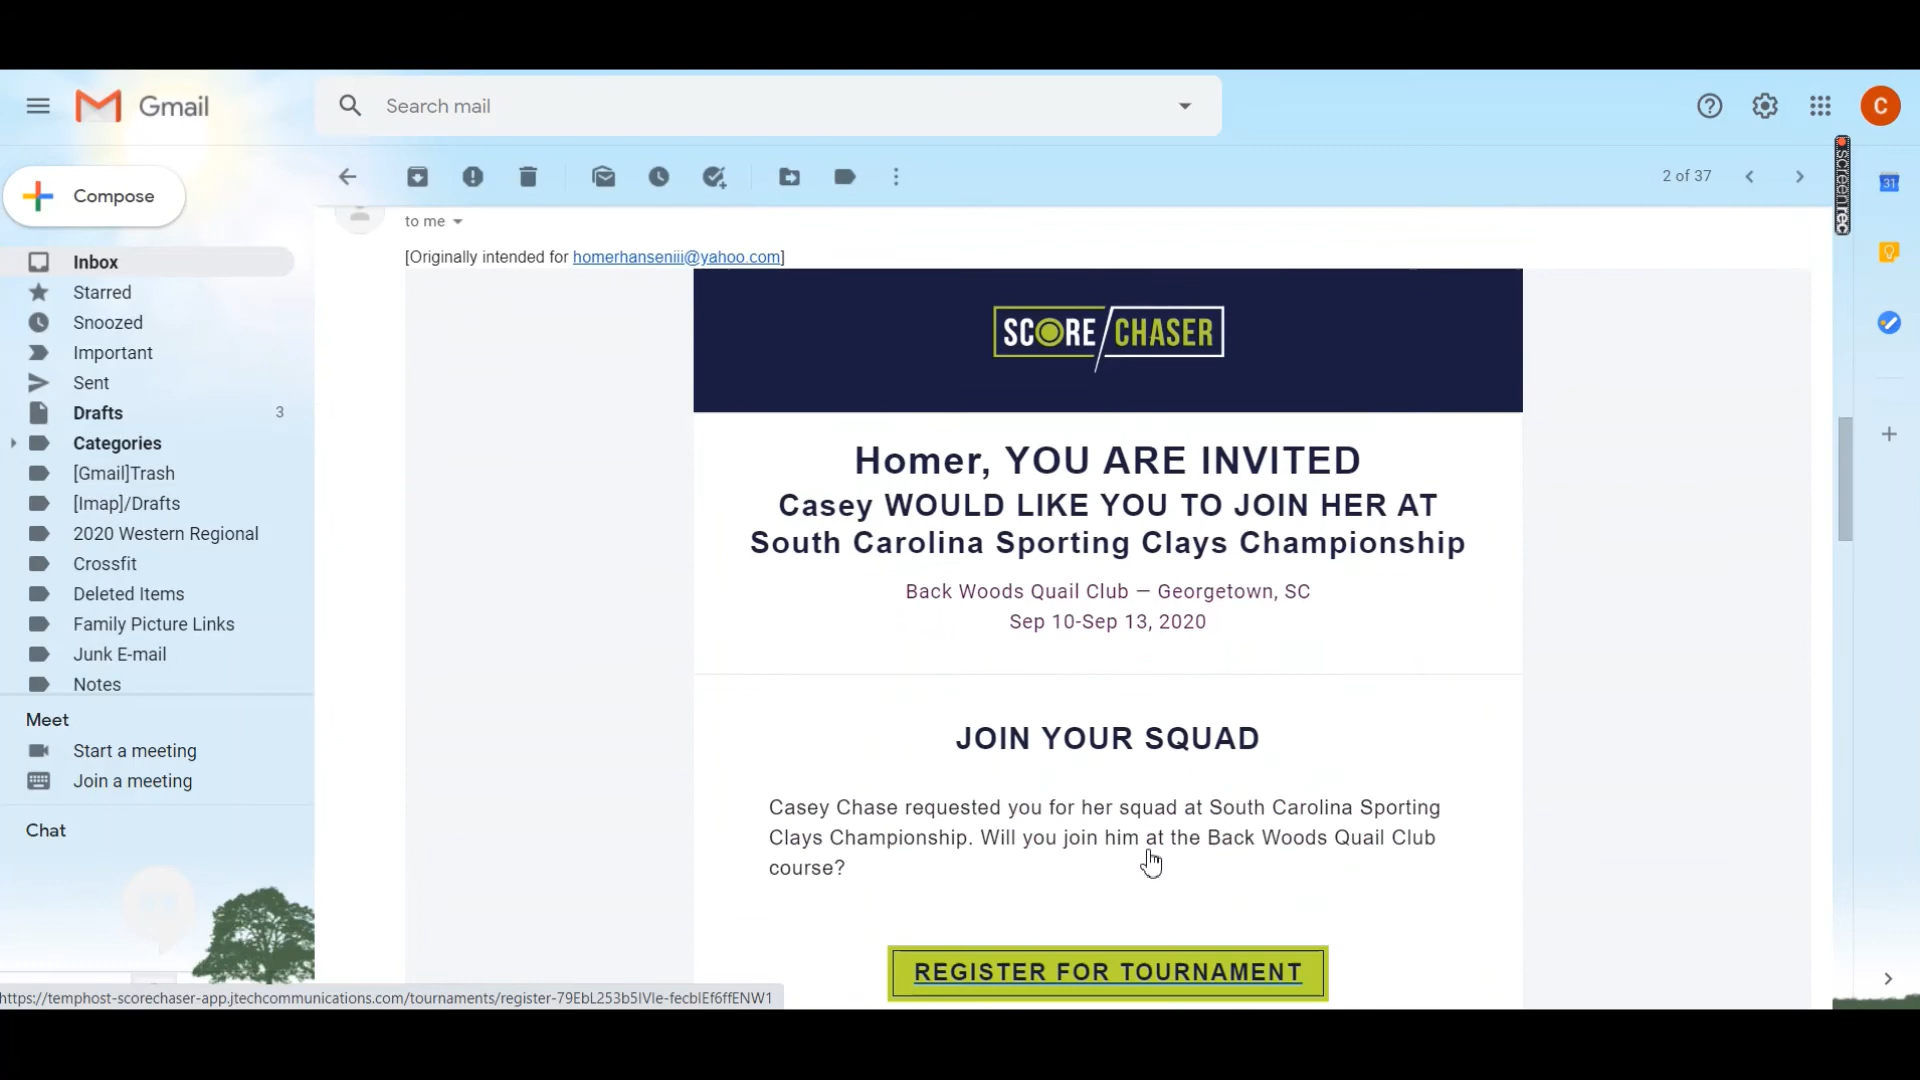 Gmail
Search mail
C
Compose
2 of 37
screenrec
31
to me
[Originally intended for homerhanseniii@yahoo.com]
Inbox
Starred
Snoozed
Important
Sent
Drafts 3
Categories
[Gmail]Trash
[Imap]/Drafts
2020 Western Regional
Crossfit
Deleted Items
Family Picture Links
Junk E-mail
Notes
Meet
Start a meeting
Join a meeting
Chat
SCORE/CHASER
Homer, YOU ARE INVITED
Casey WOULD LIKE YOU TO JOIN HER AT
South Carolina Sporting Clays Championship
Back Woods Quail Club — Georgetown, SC
Sep 10-Sep 13, 2020
JOIN YOUR SQUAD
Casey Chase requested you for her squad at South Carolina Sporting
Clays Championship. Will you join him at the Back Woods Quail Club
course?
REGISTER FOR TOURNAMENT
https://temphost-scorechaser-app.jtechcommunications.com/tournaments/register-79EbL253b5IVIe-fecbIEf6ffENW1